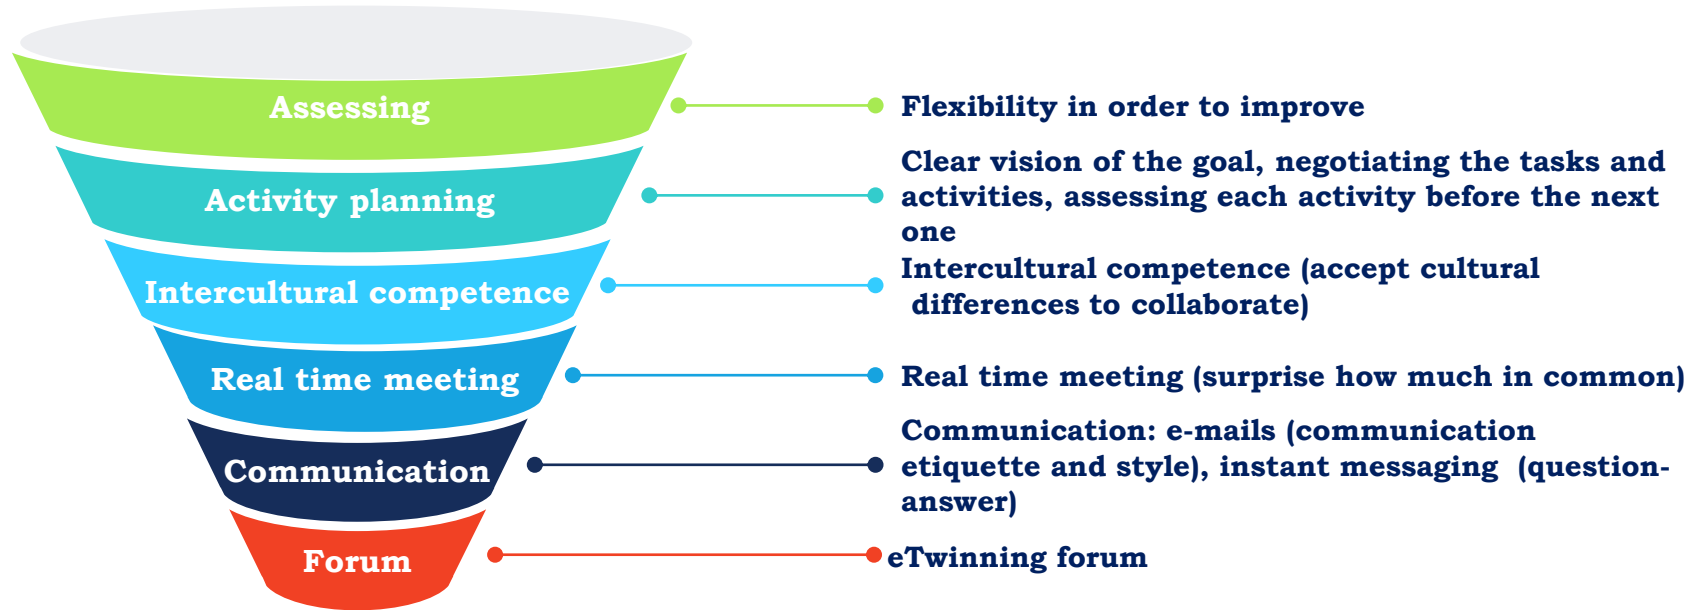 Assessing
Flexibility in order to improve
Activity planning
Clear vision of the goal, negotiating the tasks and
activities, assessing each activity before the next
one
Intercultural competence
Intercultural competence (accept cultural
differences to collaborate)
Real time meeting
Real time meeting (surprise how much in common)
Communication
Communication: e-mails (communication
etiquette and style), instant messaging (question-
answer)
Forum
eTwinning forum